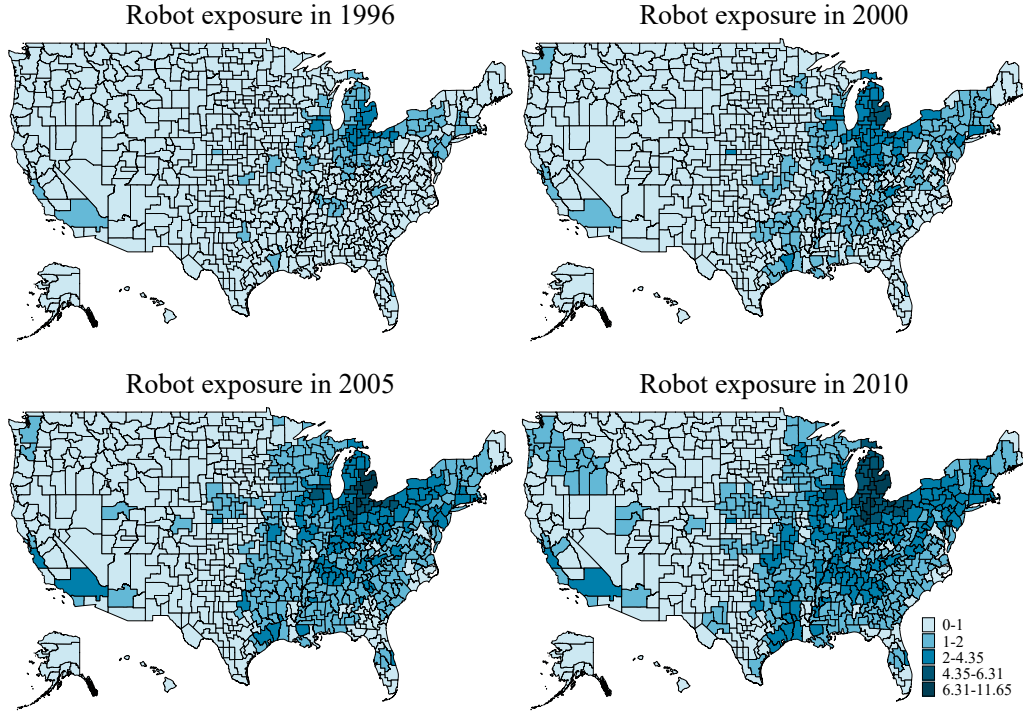 Robot exposure in 1996
Robot exposure in 2000
Robot exposure in 2005
Robot exposure in 2010
0-1
1-2
2-4.35
4.35-6.31
6.31-11.65